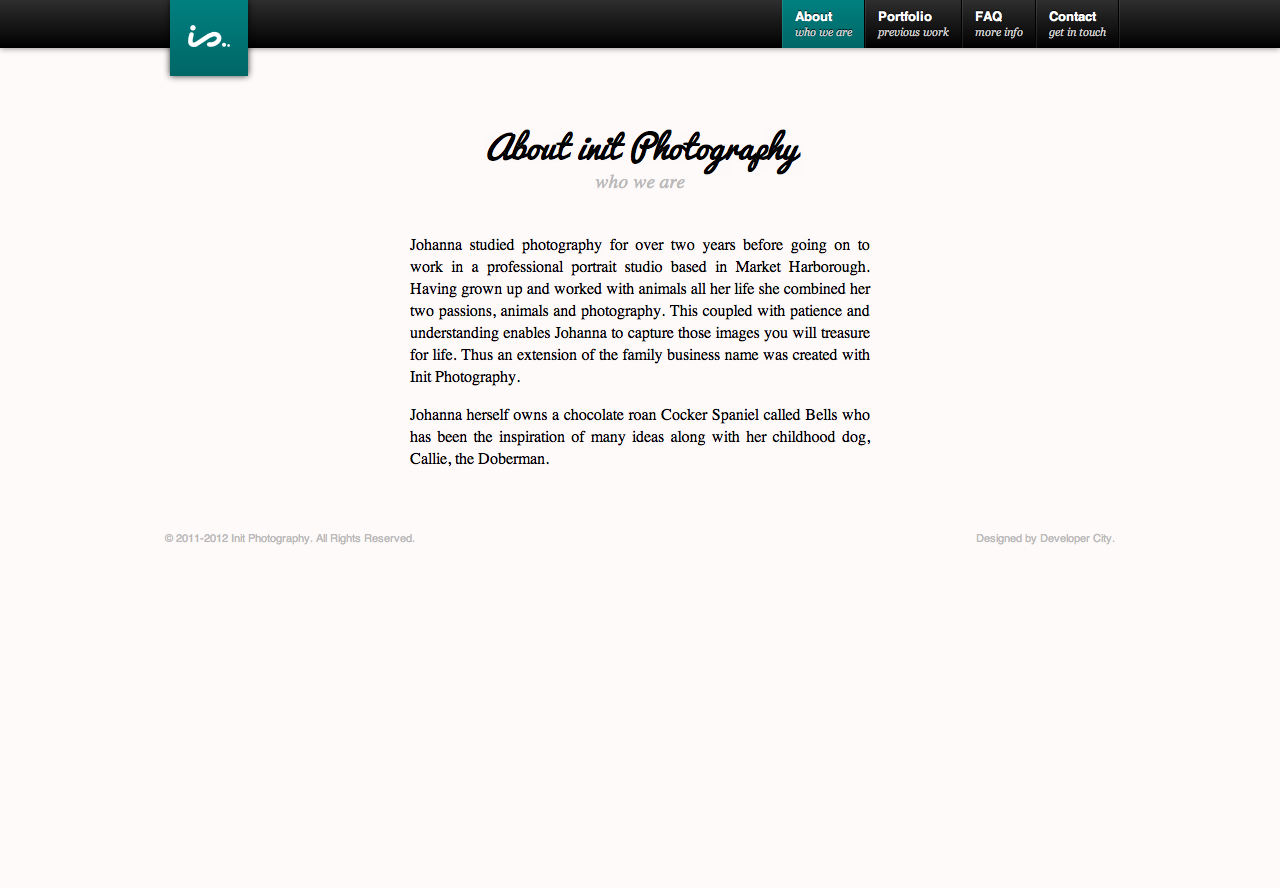 is..
About
who we are
Portfolio
previous work
FAQ
more info
Contact
get in touch
About init Photography
who we are
Johanna studied photography for over two years before going on to
work in a professional portrait studio based in Market Harborough.
Having grown up and worked with animals all her life she combined her
two passions, animals and photography. This coupled with patience and
understanding enables Johanna to capture those images you will treasure
for life. Thus an extension of the family business name was created with
Init Photography.
Johanna herself owns a chocolate roan Cocker Spaniel called Bells who
has been the inspiration of many ideas along with her childhood dog,
Callie, the Doberman.
© 2011-2012 Init Photography. All Rights Reserved.
Designed by Developer City.